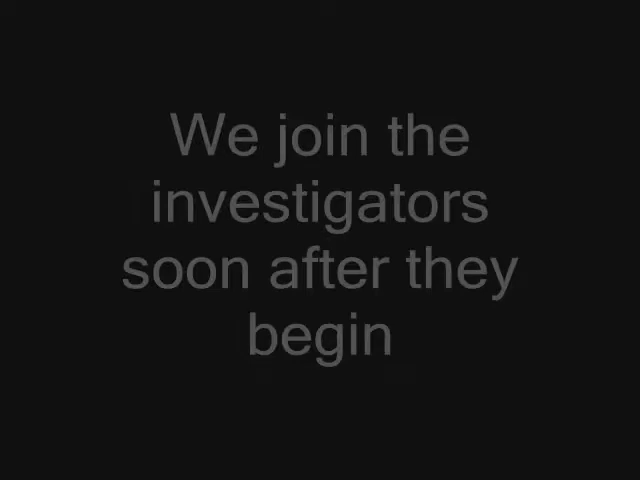 We join the
investigators
soon after they
begin